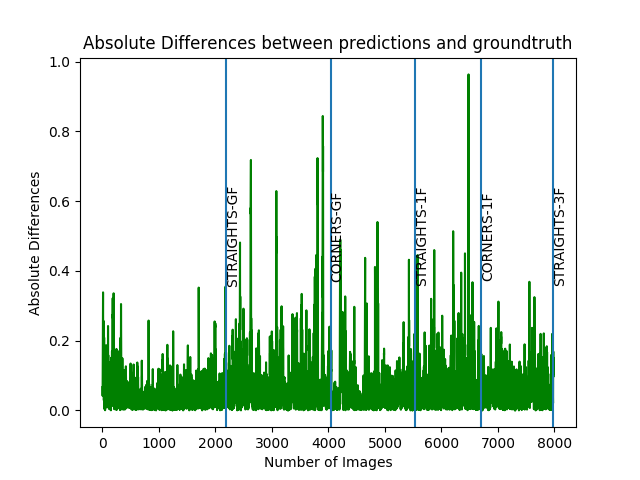 Absolute Differences between predictions and groundtruth
1.0
0.8
0.6
0.4
0.2
0.0
Absolute Differences
STRAIGHTS-GF
CORNERS-GF
STRAIGHTS-1F
CORNERS-1F
STRAIGHTS-3F
0 1000 2000 3000 4000 5000 6000 7000 8000
Number of Images